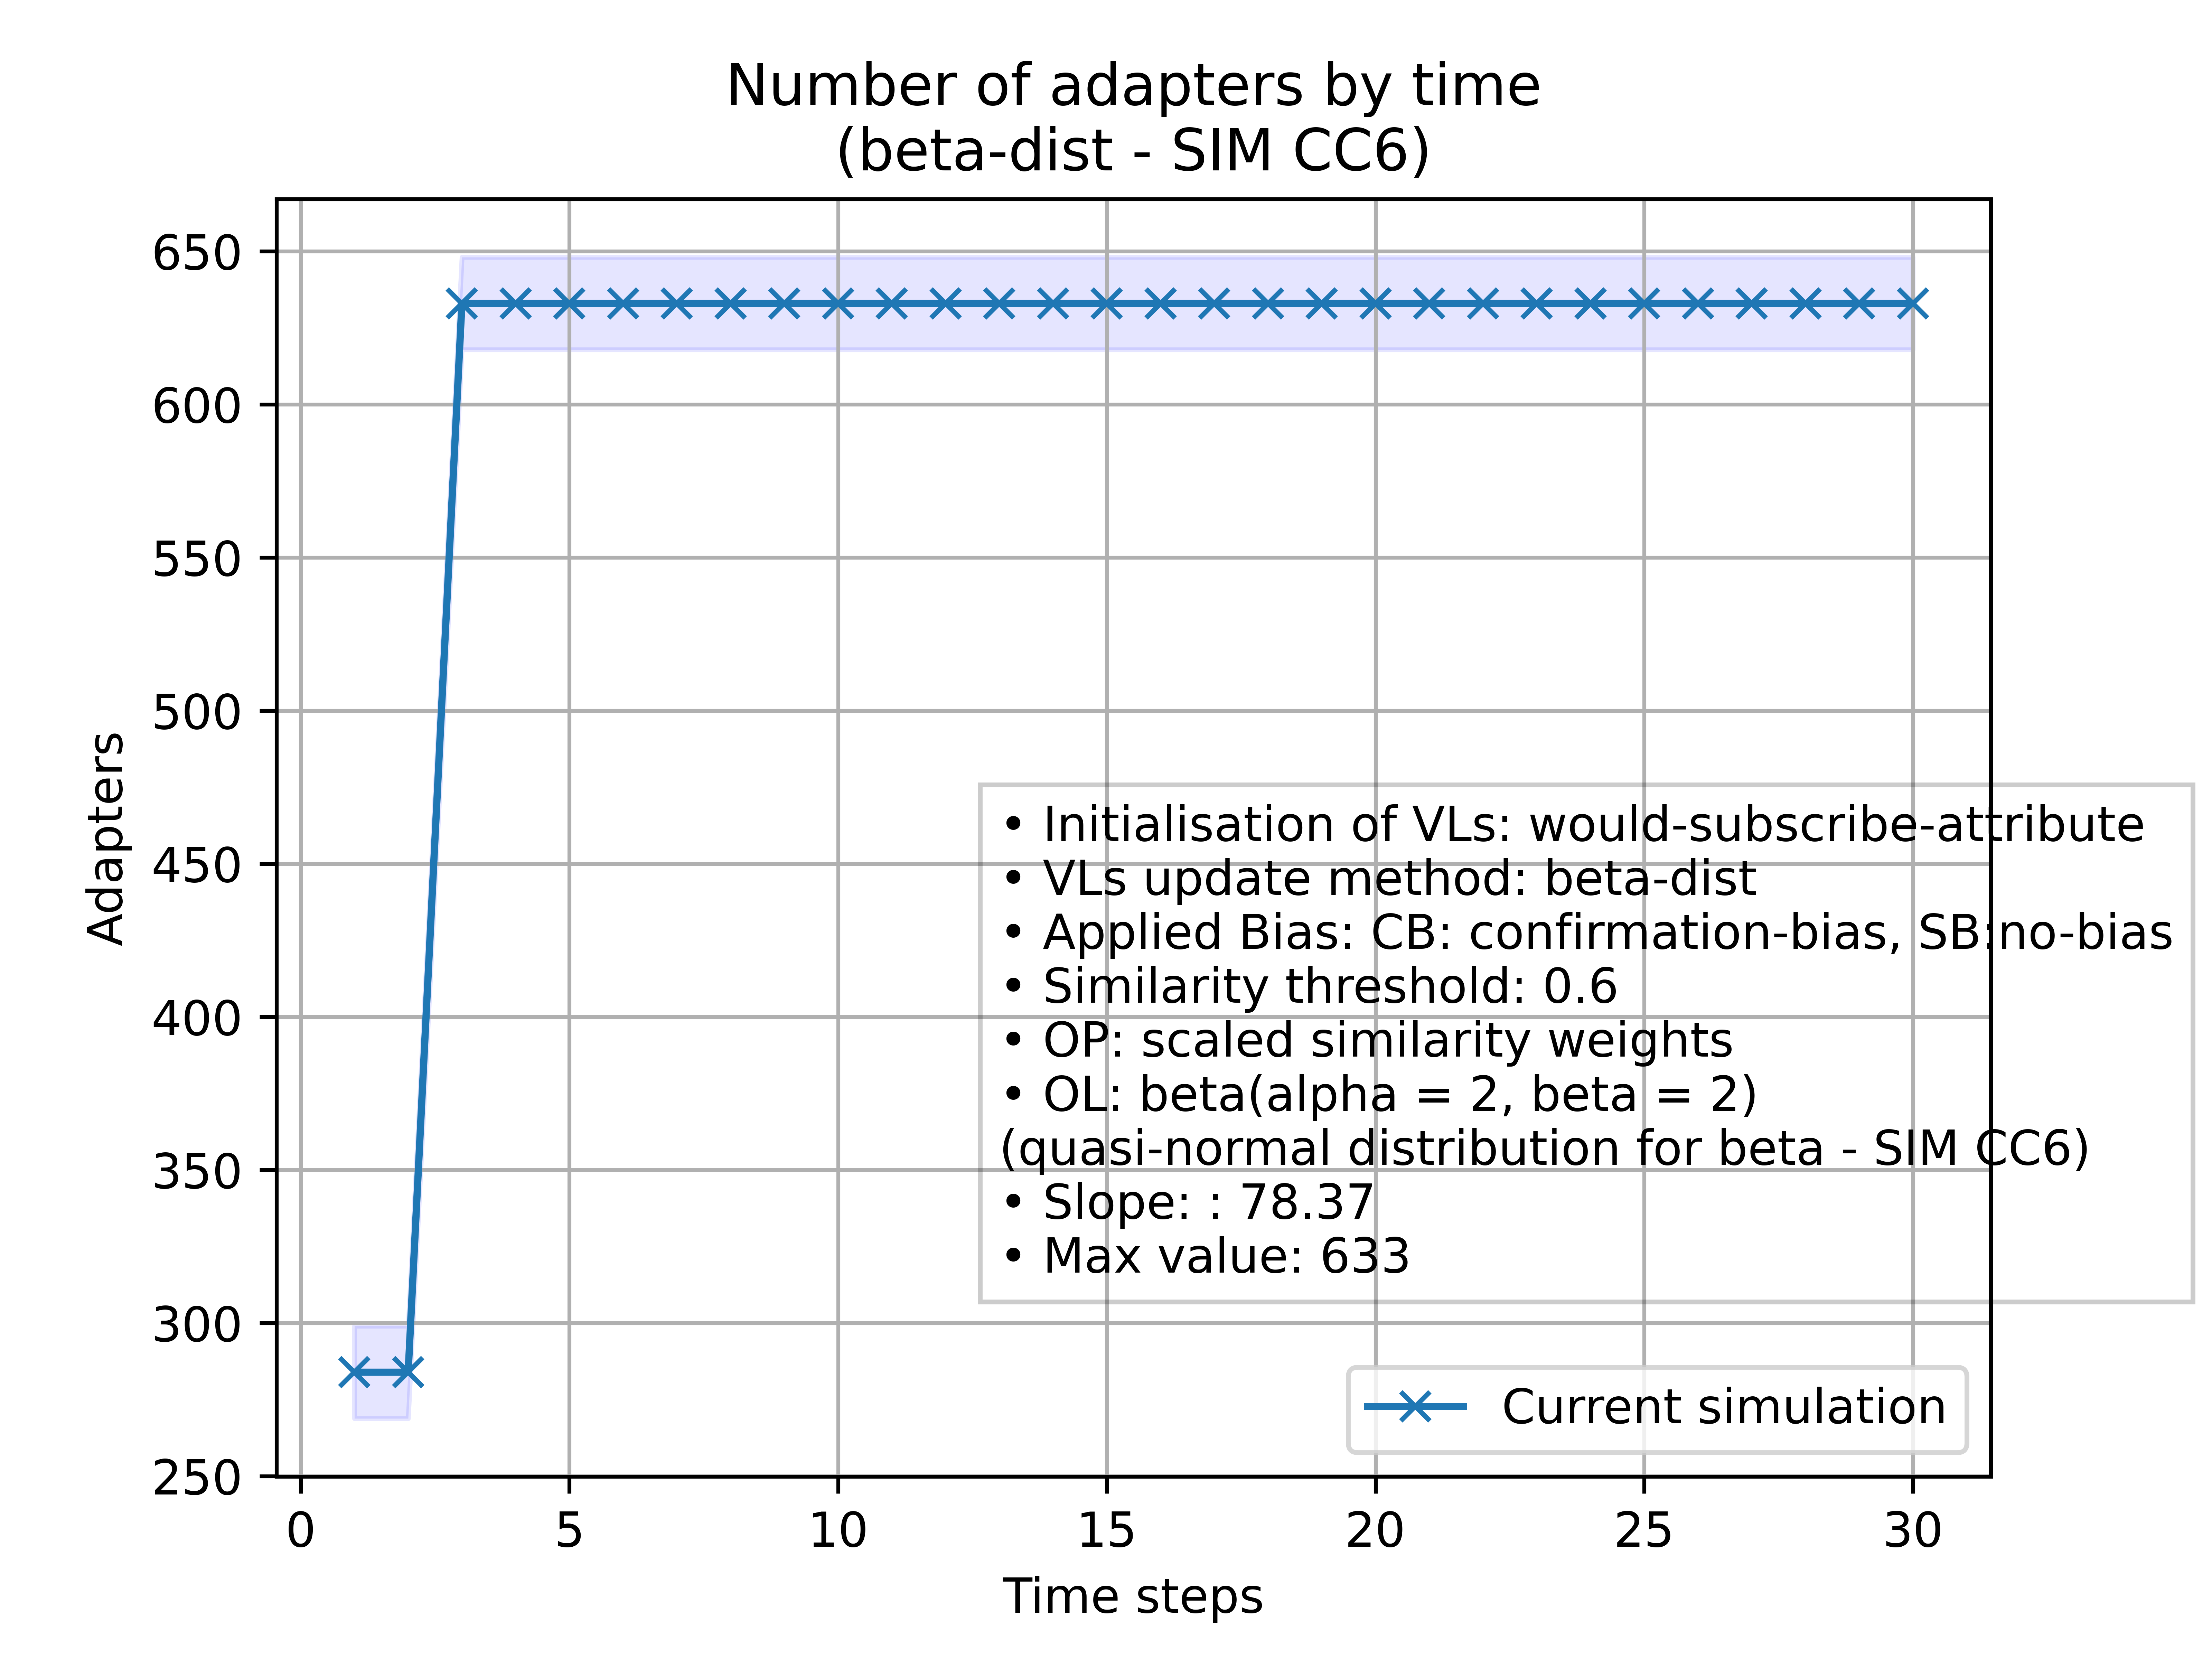 Number of adapters by time
(beta-dist - SIM CC6)
650
600
550
500
450
400
350
300
250
Adapters
• Initialisation of VLs: would-subscribe-attribute
• VLs update method: beta-dist
• Applied Bias: CB: confirmation-bias, SB:no-bias
• Similarity threshold: 0.6
• OP: scaled similarity weights
• OL: beta(alpha = 2, beta = 2)
(quasi-normal distribution for beta - SIM CC6)
• Slope: : 78.37
• Max value: 633
Current simulation
0 5 10 15 20 25 30
Time steps